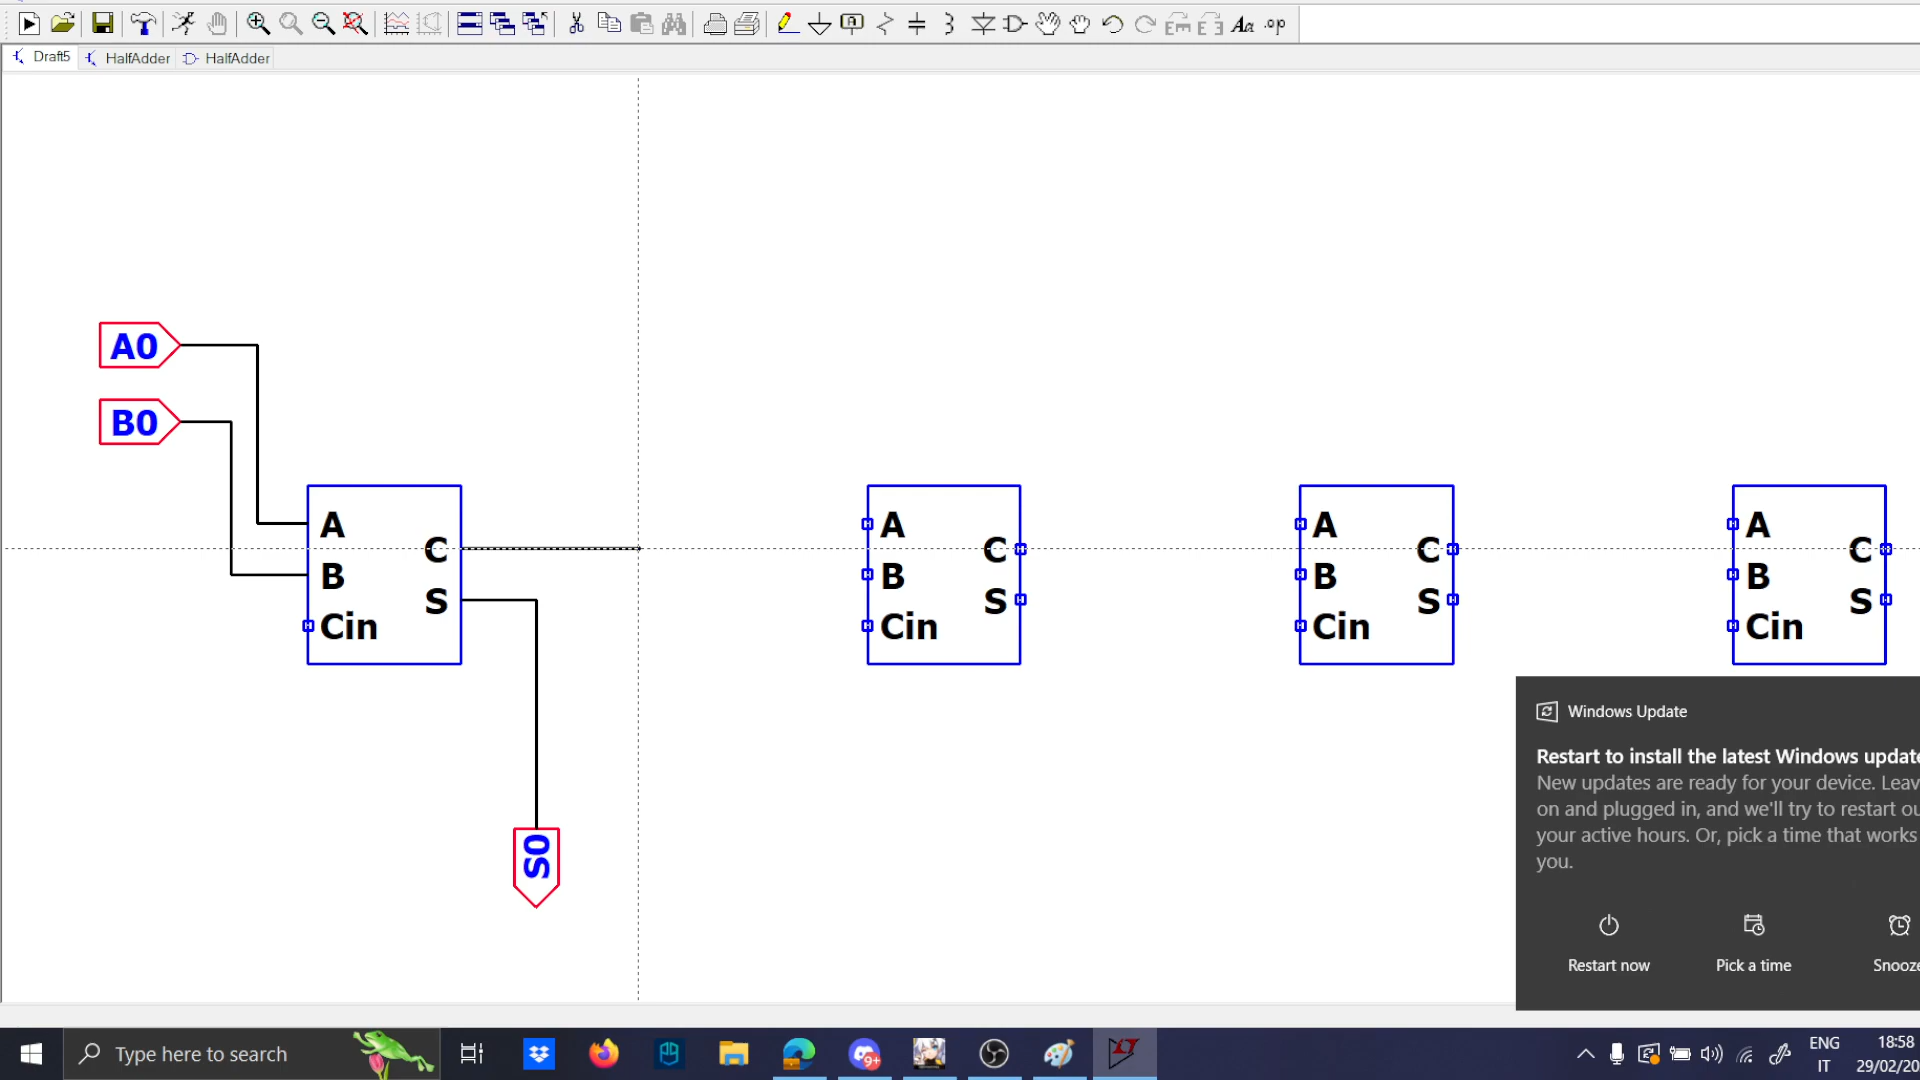 Draft5 HalfAdder HalfAdder
A0
B0
A
B
Cin
C
S
S0
A
B
Cin
C
S
A
B
Cin
C
S
A
B
Cin
C
S
Windows Update
Restart to install the latest Windows update
New updates are ready for your device. Leav
on and plugged in, and we'll try to restart ou
your active hours. Or, pick a time that works
you.
Restart now Pick a time Snooze
Type here to search
9+
ENG
IT
18:58
29/02/20